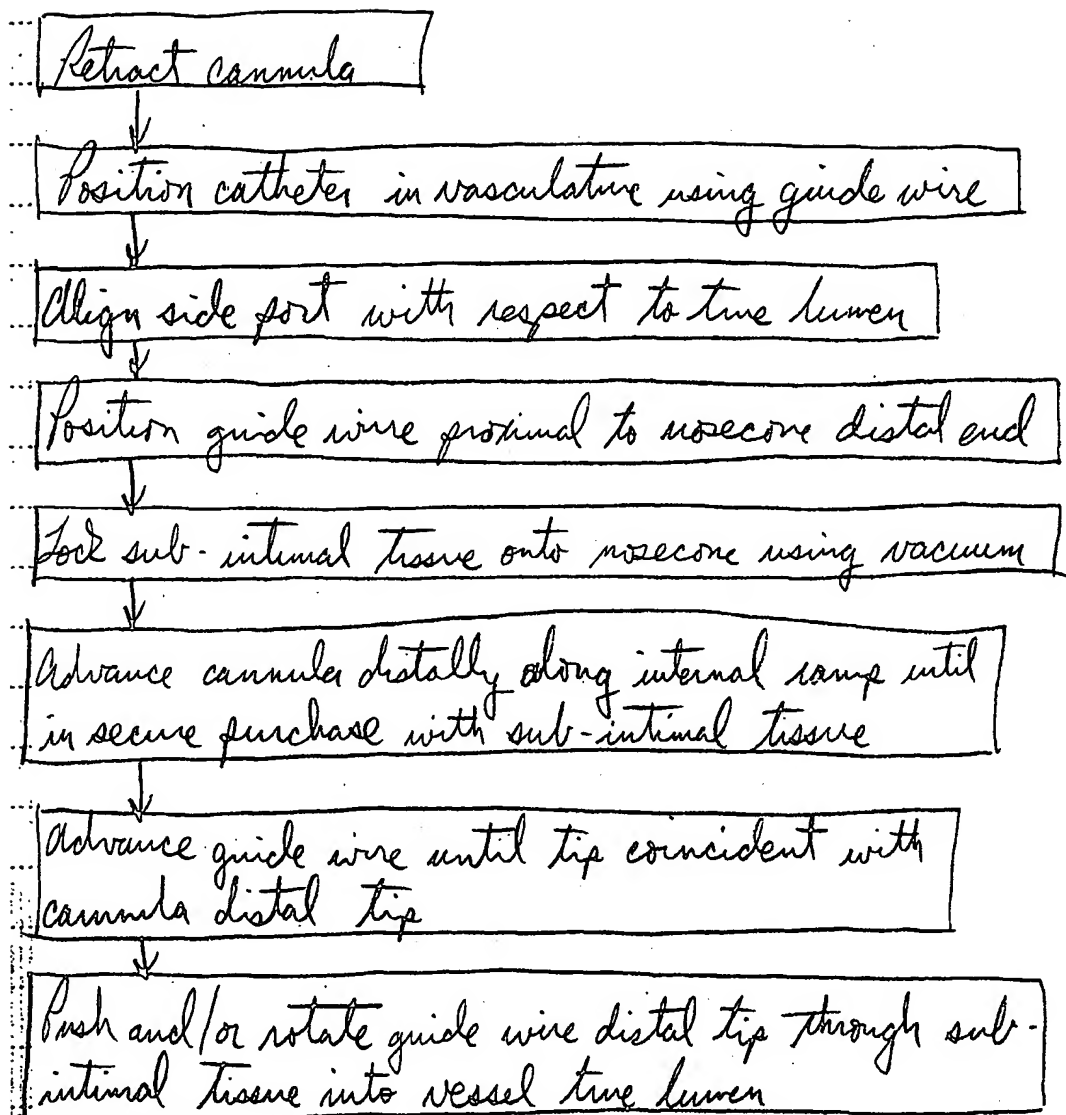 Retract cannula
Position catheter in vasculature using guide wire
Align side port with respect to true lumen
Position guide wire proximal to nosecone distal end
Lock sub-intimal tissue onto nosecone using vacuum
Advance cannula distally along internal ramp until
in secure purchase with sub-intimal tissue
Advance guide wire until tip coincident with
cannula distal tip
Push and/or rotate guide wire distal tip through sub-
intimal tissue into vessel true lumen